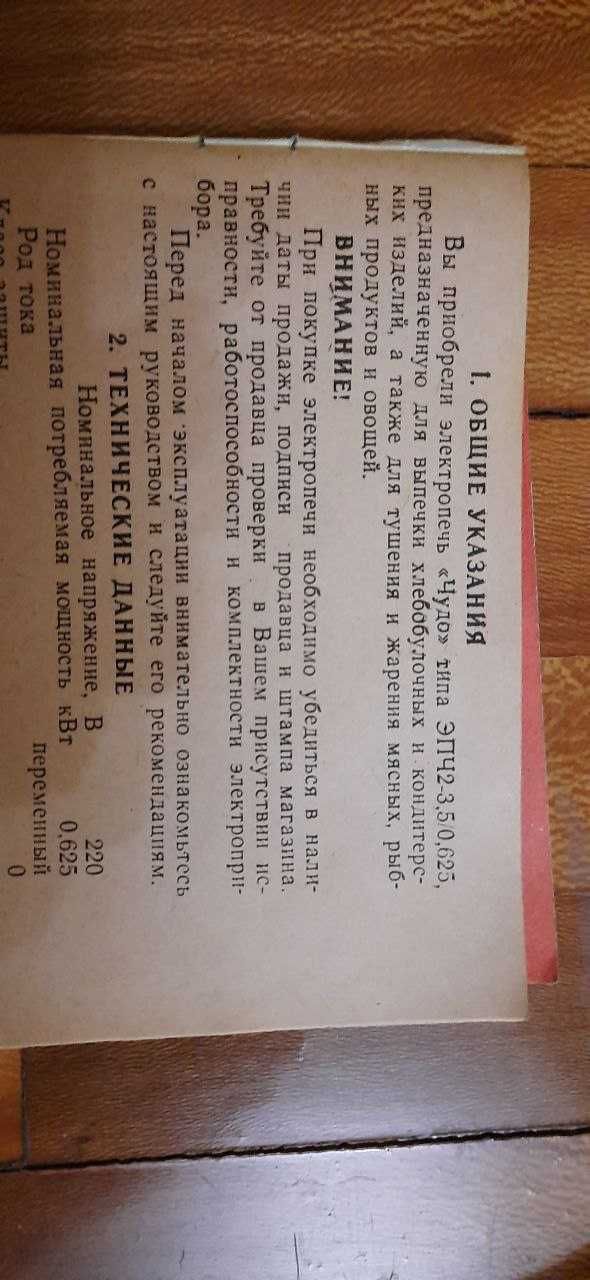 1. ОБЩИЕ УКАЗАНИЯ
Вы приобрели электропечь «Чудо» типа ЭПЧ2-3,5/0,625,
предназначенную для выпечки хлебобулочных и кондитерс-
ких изделий, а также для тушения и жарения мясных, рыб-
ных продуктов и овощей.
ВНИМАНИЕ!
При покупке электропечи необходимо убедиться в нали-
чии даты продажи, подписи продавца и штампа магазина.
Требуйте от продавца проверки в Вашем присутствии ис-
правности, работоспособности и комплектности электропри-
бора.
Перед началом эксплуатации внимательно ознакомьтесь
с настоящим руководством и следуйте его рекомендациям.
2. ТЕХНИЧЕСКИЕ ДАННЫЕ
Номинальное напряжение, В 220
Номинальная потребляемая мощность кВт 0,625
Род тока переменный
Класс защиты 0